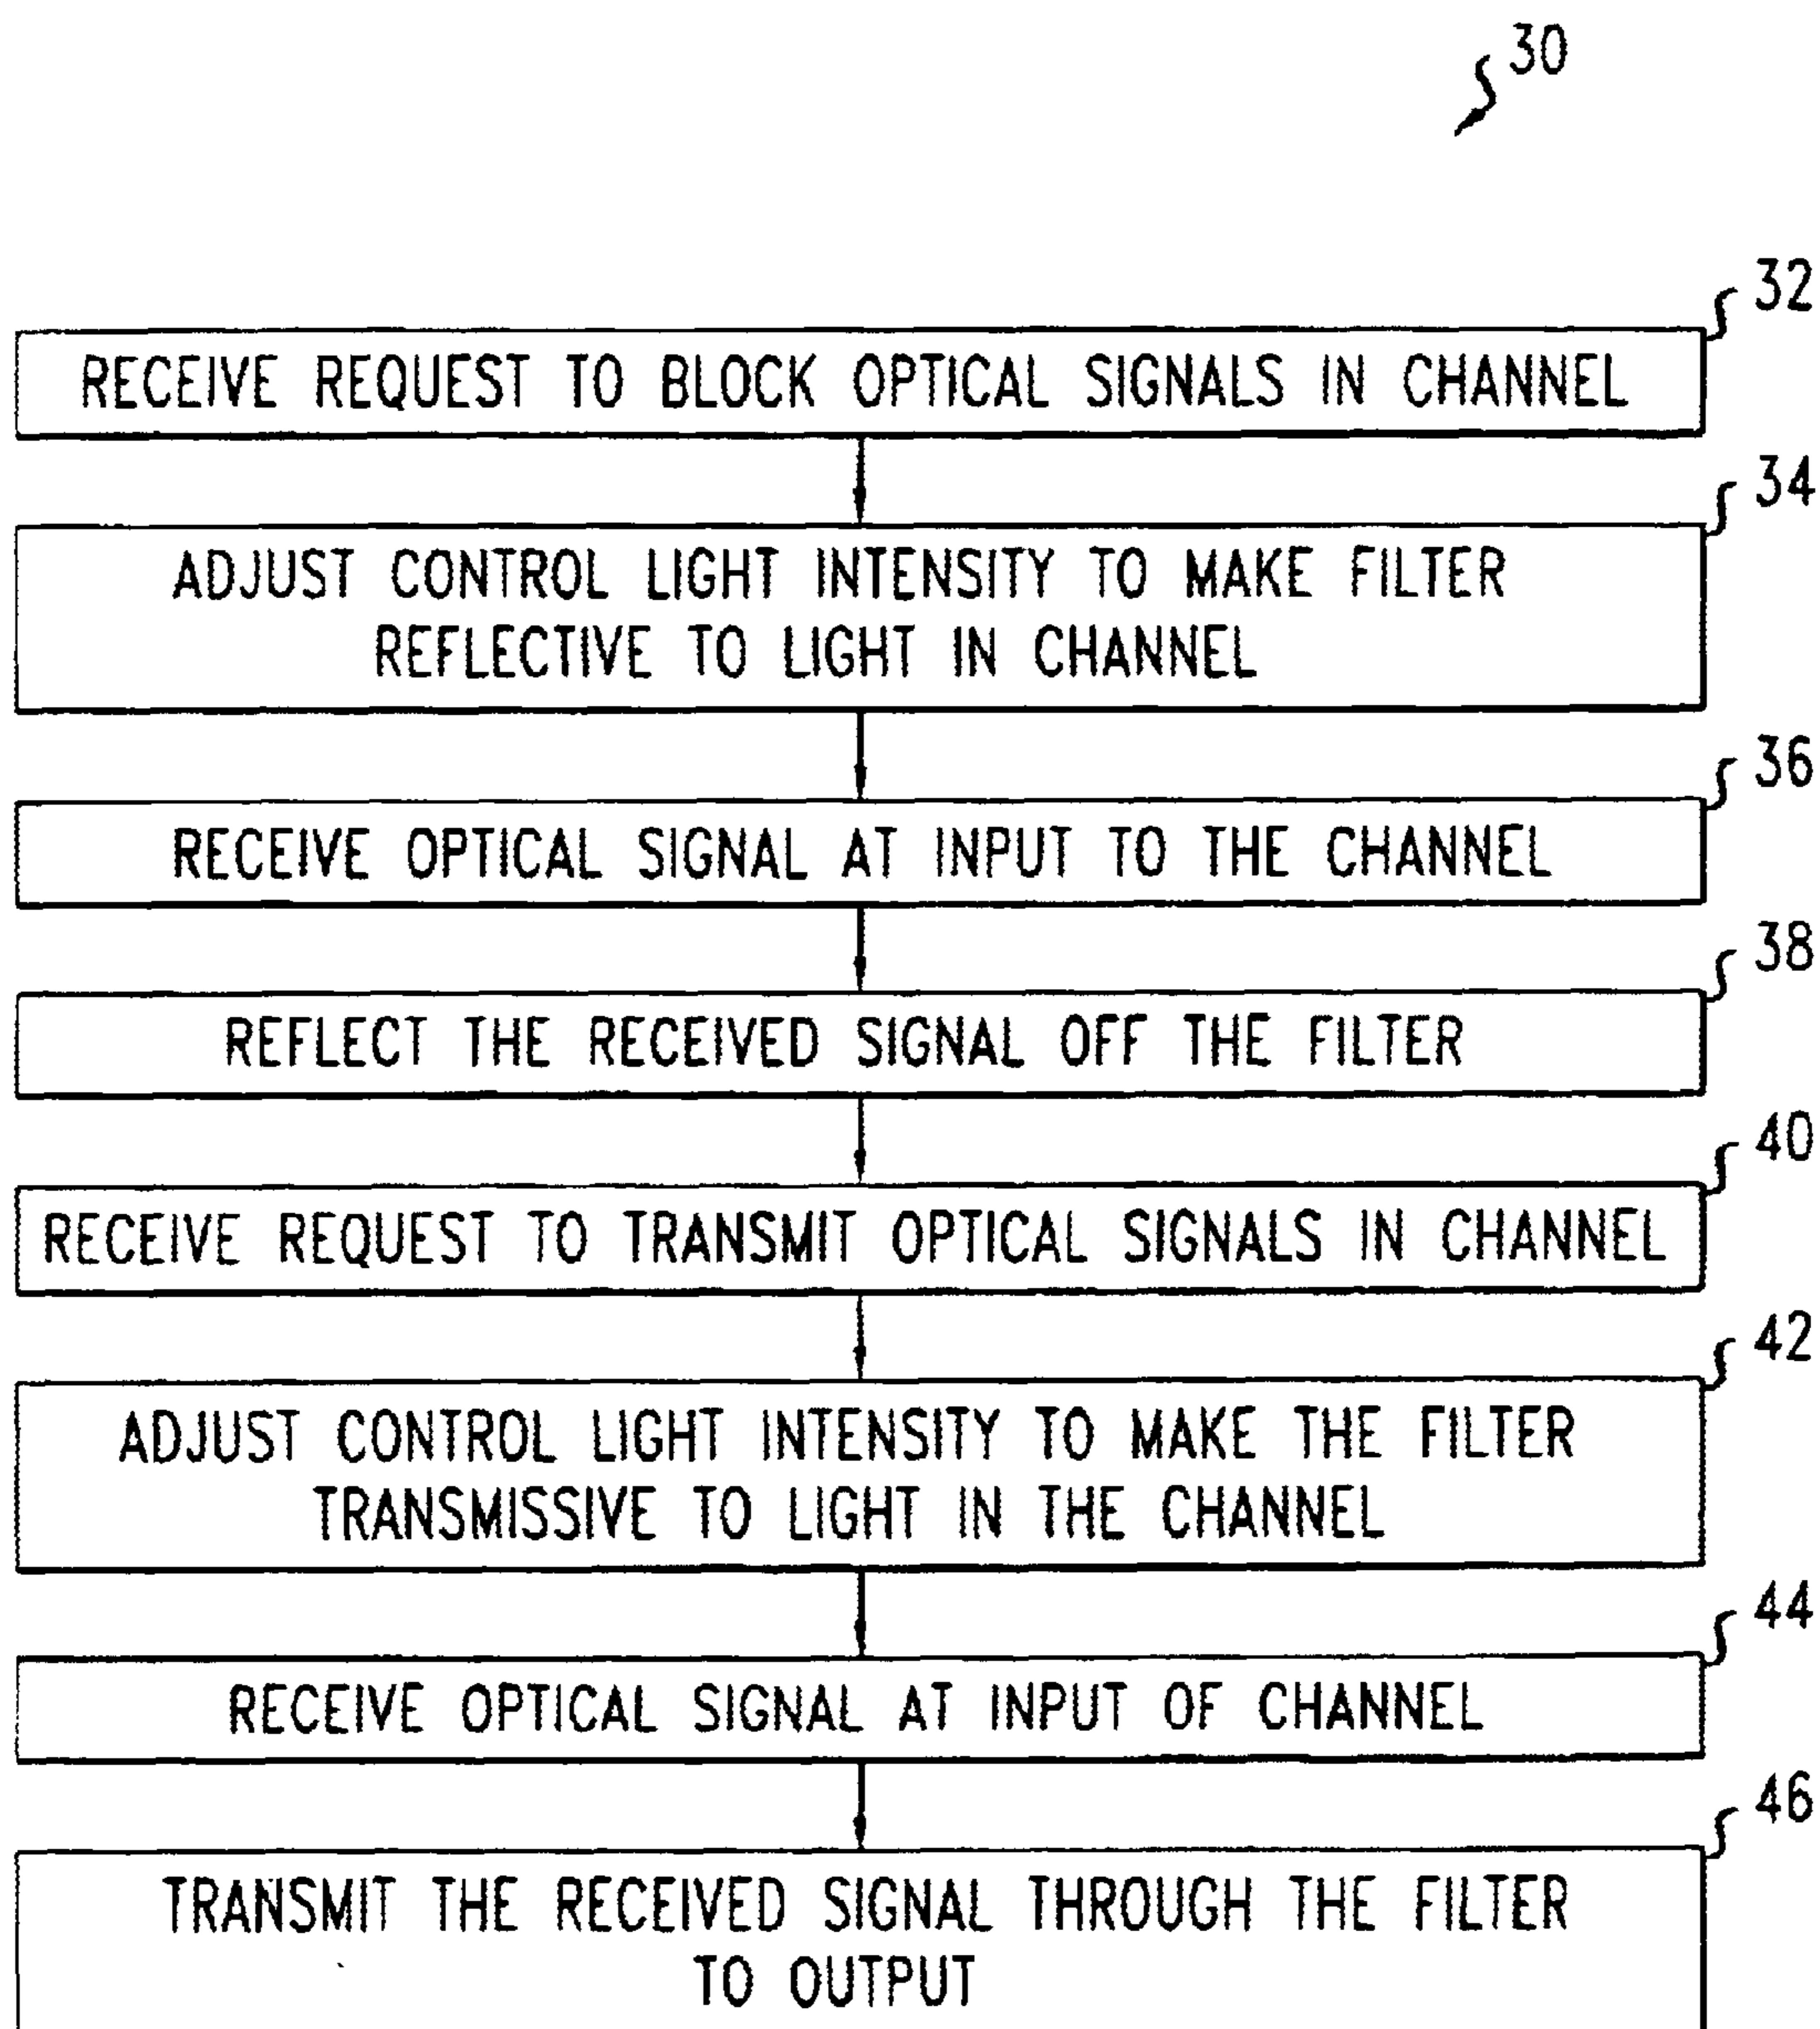 30
32
RECEIVE REQUEST TO BLOCK OPTICAL SIGNALS IN CHANNEL
34
ADJUST CONTROL LIGHT INTENSITY TO MAKE FILTER
REFLECTIVE TO LIGHT IN CHANNEL
36
RECEIVE OPTICAL SIGNAL AT INPUT TO THE CHANNEL
38
REFLECT THE RECEIVED SIGNAL OFF THE FILTER
40
RECEIVE REQUEST TO TRANSMIT OPTICAL SIGNALS IN CHANNEL
42
ADJUST CONTROL LIGHT INTENSITY TO MAKE THE FILTER
TRANSMISSIVE TO LIGHT IN THE CHANNEL
44
RECEIVE OPTICAL SIGNAL AT INPUT OF CHANNEL
46
TRANSMIT THE RECEIVED SIGNAL THROUGH THE FILTER
TO OUTPUT